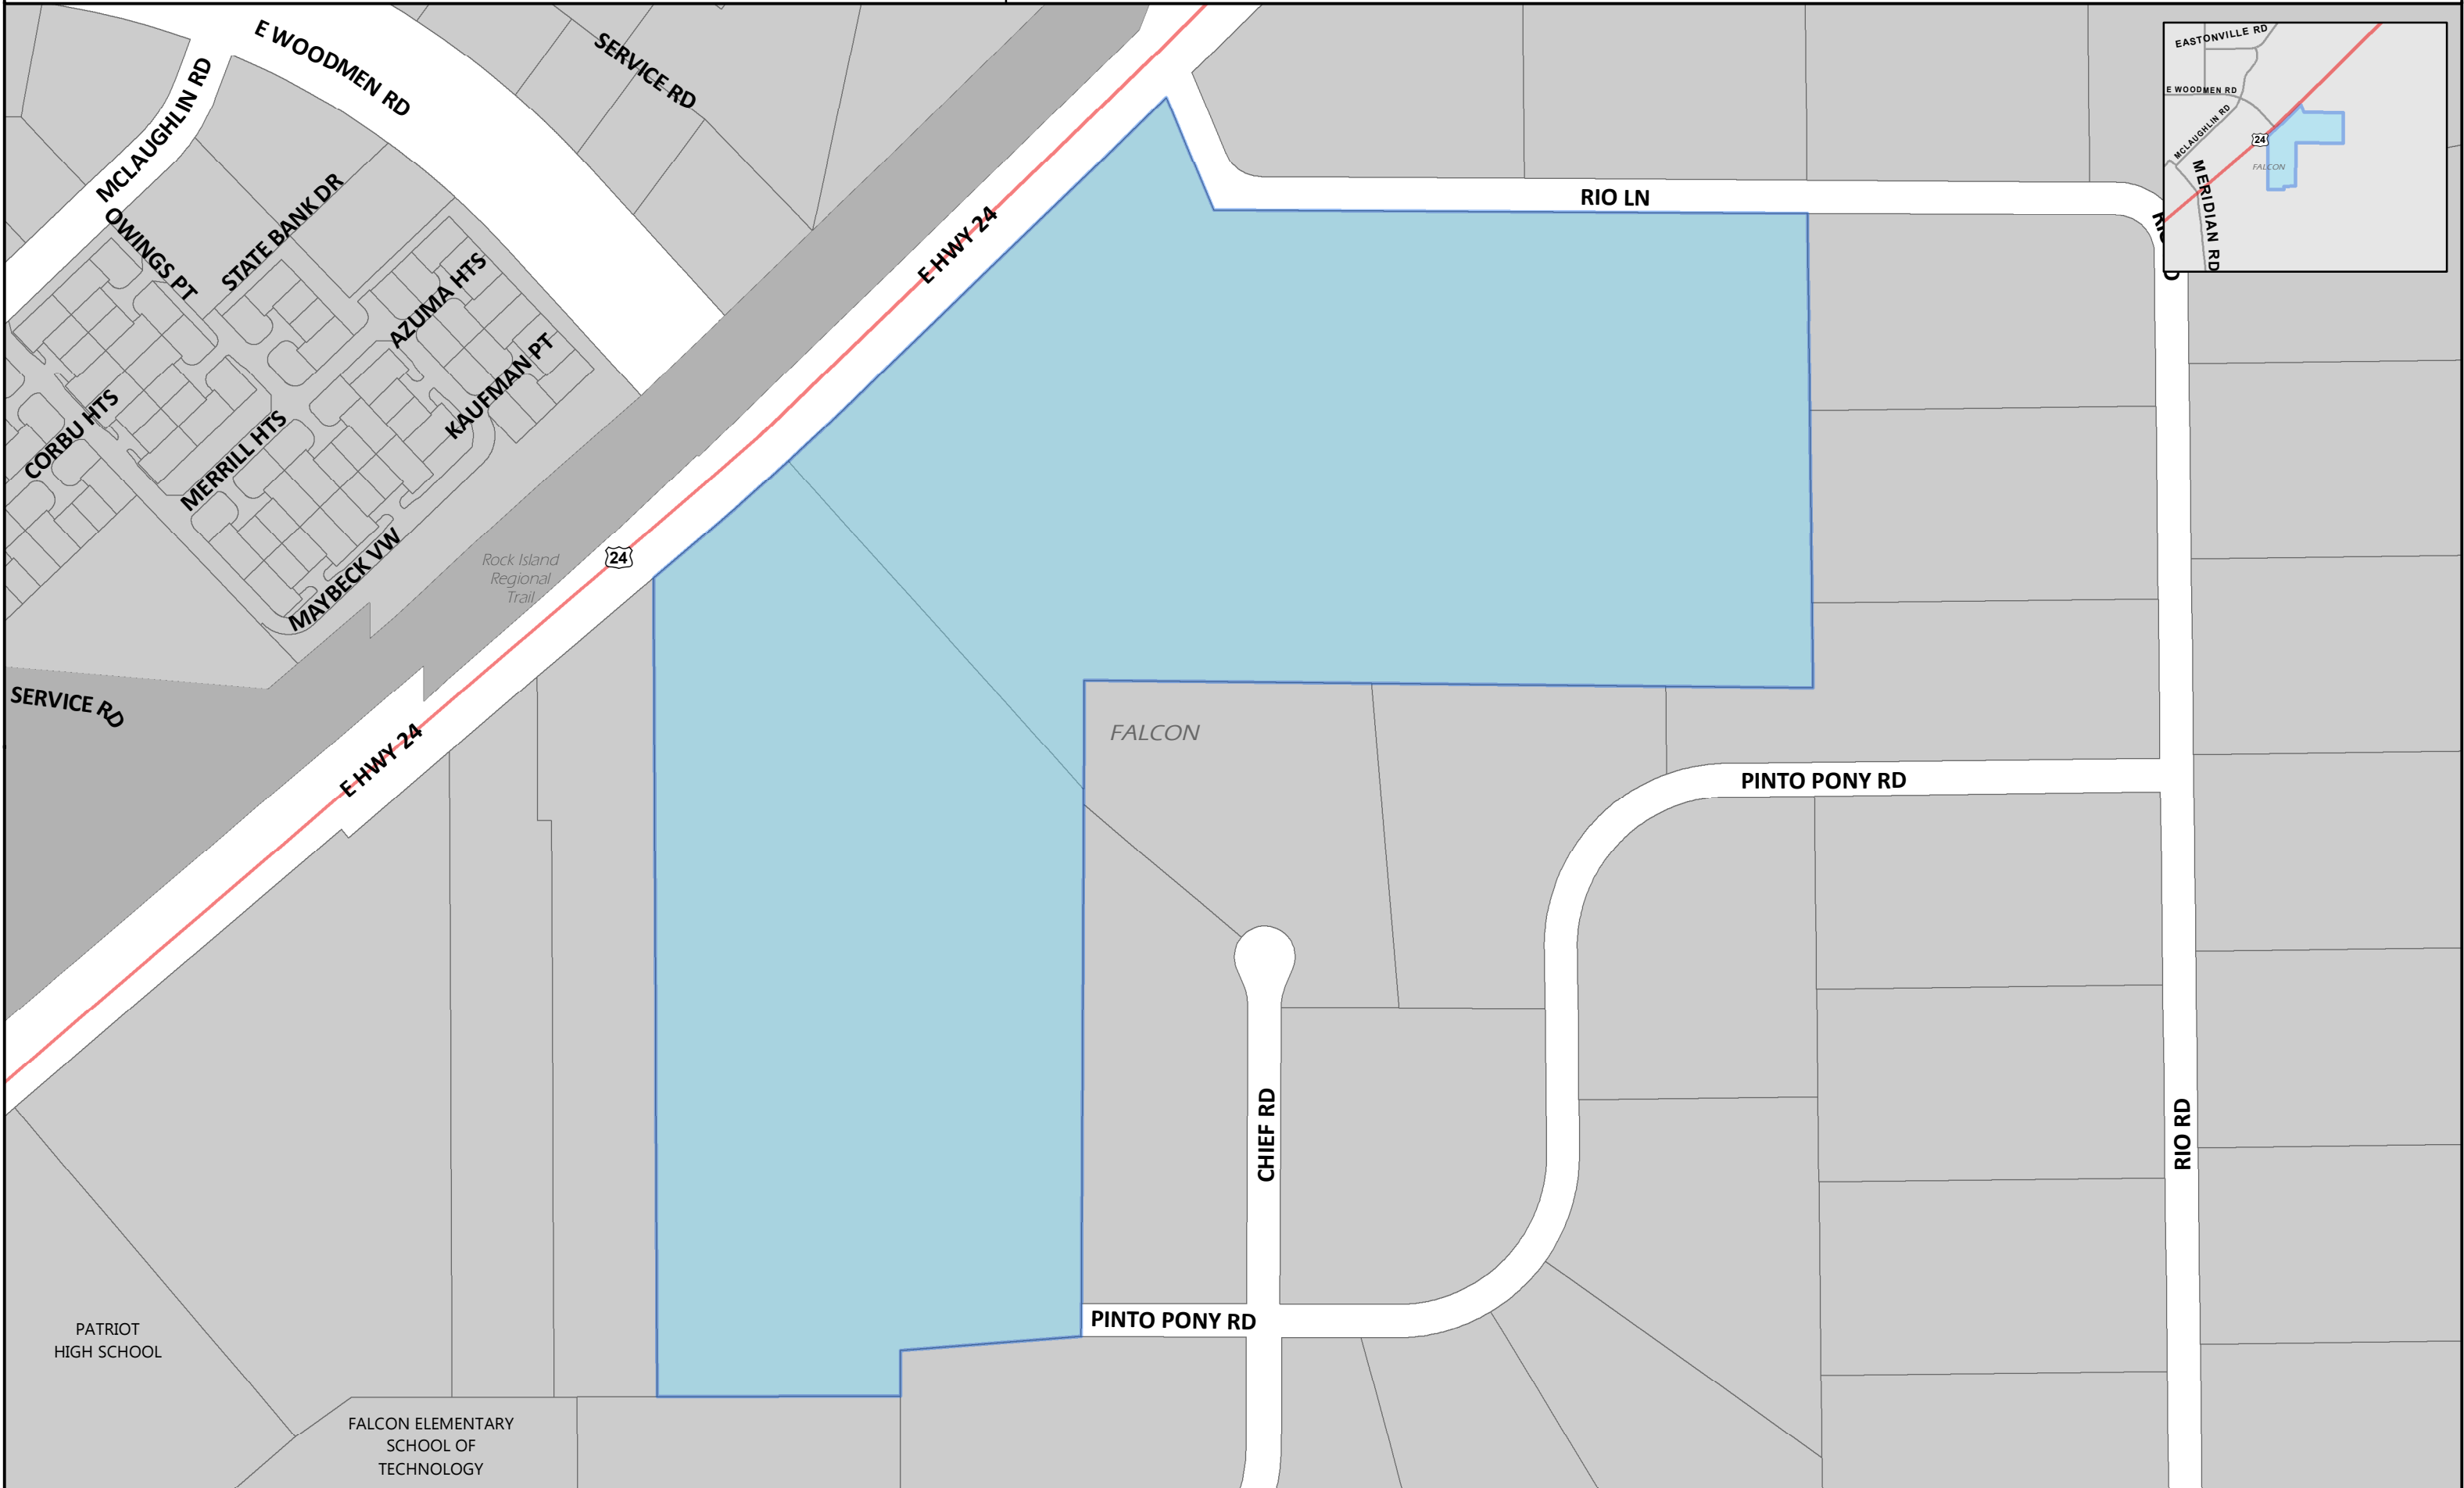 E WOODMEN RD
SERVICE RD
MCLAUGHLIN RD
OWINGS PT
STATE BANK DR
AZUMA HTS
KAUFMAN PT
CORBU HTS
MERRILL HTS
MAYBECK VW
Rock Island
Regional
Trail
24
E HWY 24
E HWY 24
SERVICE RD
RIO LN
EASTONVILLE RD
E WOODMEN RD
MCLAUGHLIN RD
24
FALCON
MERIDIAN RD
FALCON
PINTO PONY RD
CHIEF RD
RIO RD
PINTO PONY RD
PATRIOT
HIGH SCHOOL
FALCON ELEMENTARY
SCHOOL OF
TECHNOLOGY